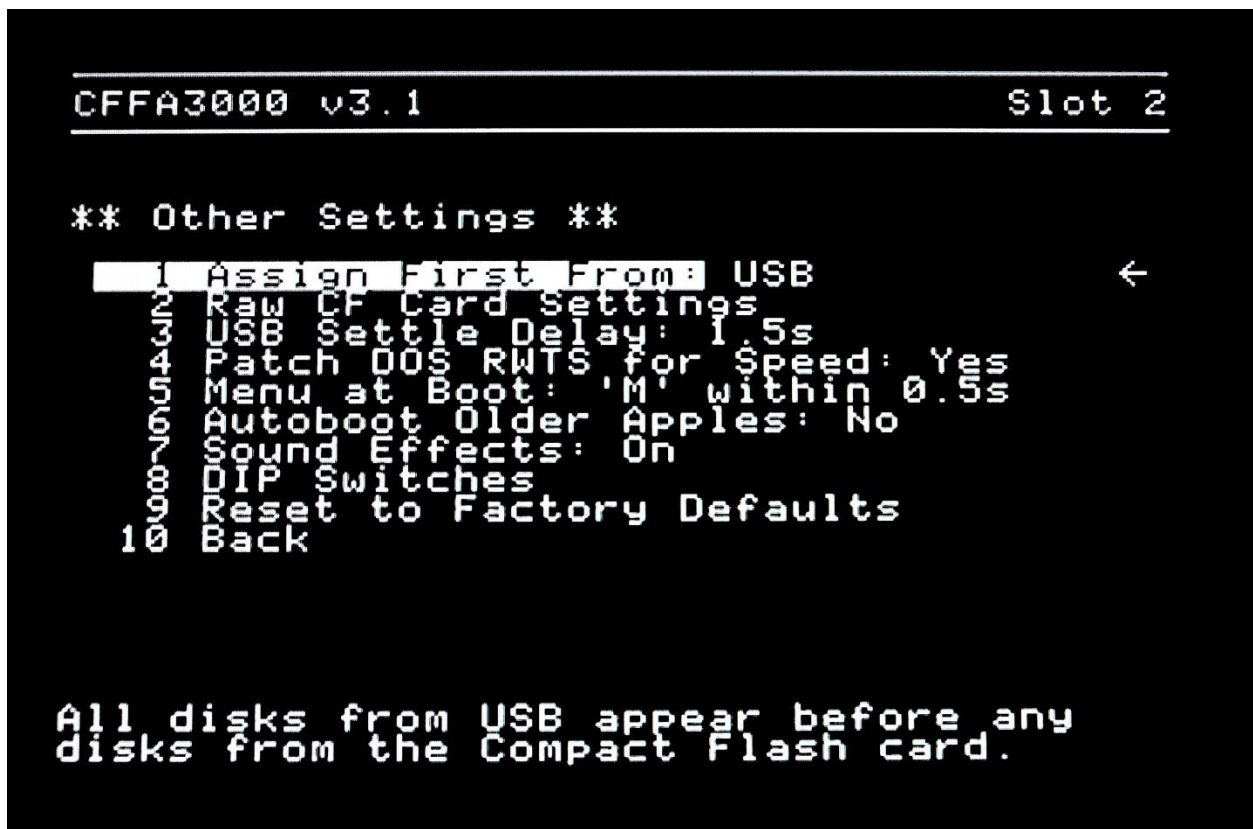 CFFA3000 v3.1 Slot 2
** Other Settings **
1 Assign First From: USB ←
2 Raw CF Card Settings
3 USB Settle Delay: 1.5s
4 Patch DOS RWTS for Speed: Yes
5 Menu at Boot: 'M' within 0.5s
6 Autoboot Older Apples: No
7 Sound Effects: On
8 DIP Switches
9 Reset to Factory Defaults
10 Back
All disks from USB appear before any
disks from the Compact Flash card.